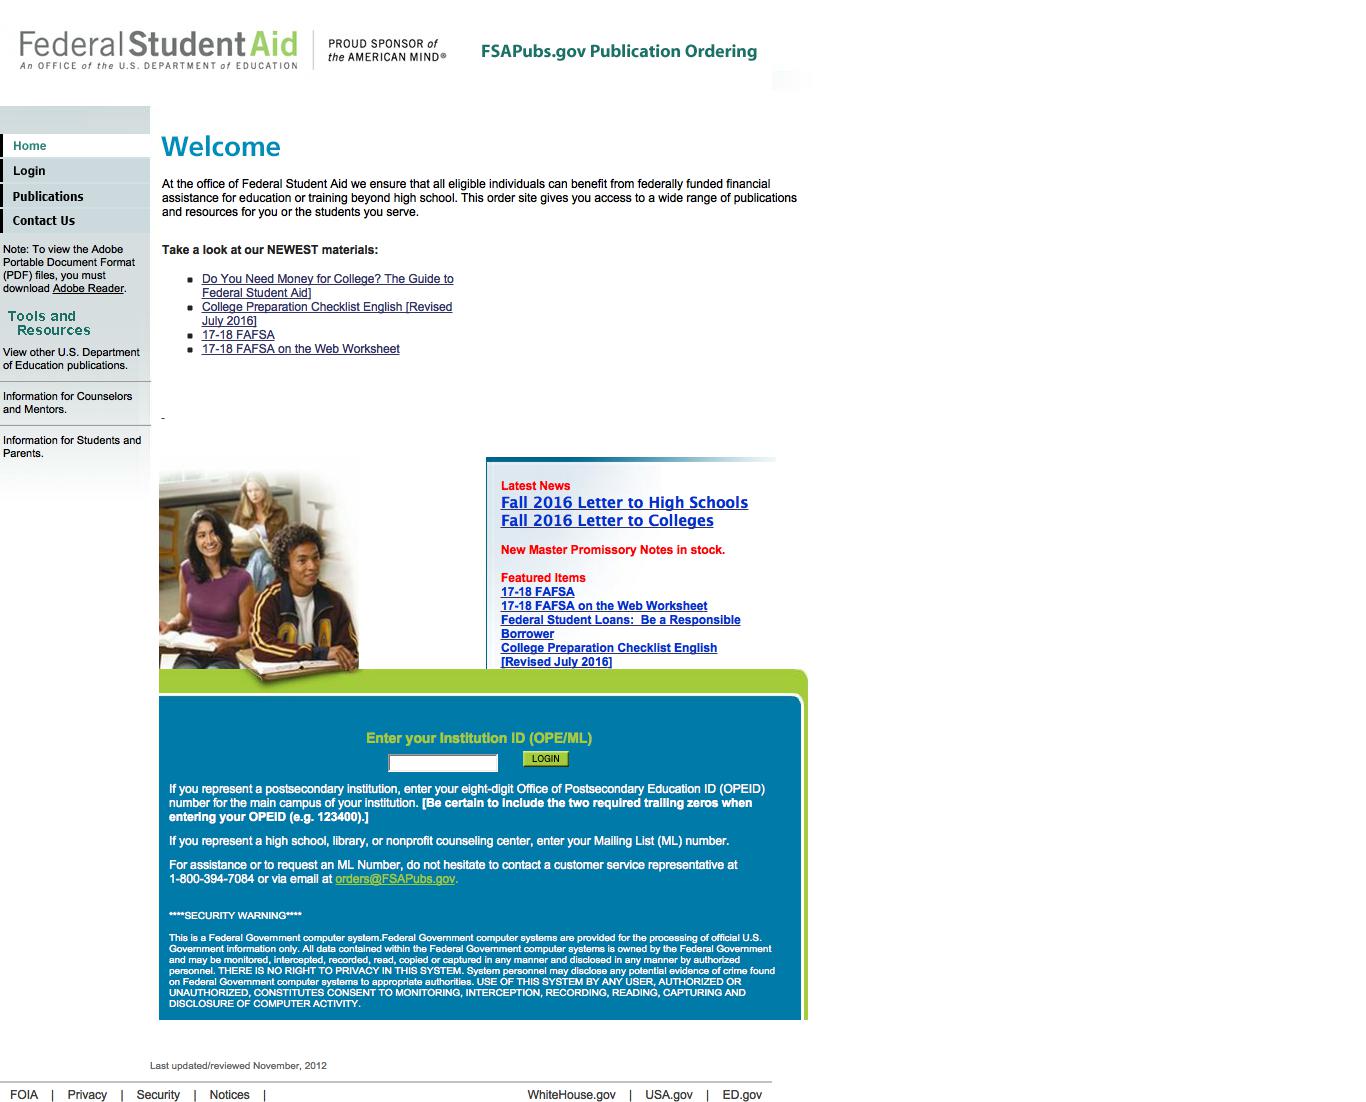 Federal Student Aid
An OFFICE of the U.S. DEPARTMENT of EDUCATION
PROUD SPONSOR of
the AMERICAN MIND®
FSAPubs.gov Publication Ordering
Home
Login
Publications
Contact Us
Note: To view the Adobe
Portable Document Format
(PDF) files, you must
download Adobe Reader.
Tools and
Resources
View other U.S. Department
of Education publications.
Information for Counselors
and Mentors.
Information for Students and
Parents.
Welcome
At the office of Federal Student Aid we ensure that all eligible individuals can benefit from federally funded financial
assistance for education or training beyond high school. This order site gives you access to a wide range of publications
and resources for you or the students you serve.
Take a look at our NEWEST materials:
Do You Need Money for College? The Guide to
Federal Student Aid]
College Preparation Checklist English [Revised
July 2016]
17-18 FAFSA
17-18 FAFSA on the Web Worksheet
-
Latest News
Fall 2016 Letter to High Schools
Fall 2016 Letter to Colleges
New Master Promissory Notes in stock.
Featured Items
17-18 FAFSA
17-18 FAFSA on the Web Worksheet
Federal Student Loans: Be a Responsible
Borrower
College Preparation Checklist English
[Revised July 2016]
Enter your Institution ID (OPE/ML)
LOGIN
If you represent a postsecondary institution, enter your eight-digit Office of Postsecondary Education ID (OPEID)
number for the main campus of your institution. [Be certain to include the two required trailing zeros when
entering your OPEID (e.g. 123400).]
If you represent a high school, library, or nonprofit counseling center, enter your Mailing List (ML) number.
For assistance or to request an ML Number, do not hesitate to contact a customer service representative at
1-800-394-7084 or via email at orders@FSAPubs.gov.
****SECURITY WARNING****
This is a Federal Government computer system.Federal Government computer systems are provided for the processing of official U.S.
Government information only. All data contained within the Federal Government computer systems is owned by the Federal Government
and may be monitored, intercepted, recorded, read, copied or captured in any manner and disclosed in any manner by authorized
personnel. THERE IS NO RIGHT TO PRIVACY IN THIS SYSTEM. System personnel may disclose any potential evidence of crime found
on Federal Government computer systems to appropriate authorities. USE OF THIS SYSTEM BY ANY USER, AUTHORIZED OR
UNAUTHORIZED, CONSTITUTES CONSENT TO MONITORING, INTERCEPTION, RECORDING, READING, CAPTURING AND
DISCLOSURE OF COMPUTER ACTIVITY.
Last updated/reviewed November, 2012
FOIA | Privacy | Security | Notices |
WhiteHouse.gov | USA.gov | ED.gov